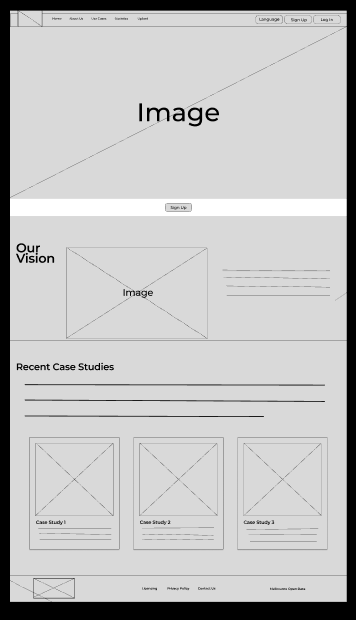 Home About Us Use Cases Statistics Upload Language Sign Up Log In
Image
Sign Up
Our
Vision
Image
Recent Case Studies
Case Study 1 Case Study 2 Case Study 3
Licensing Privacy Policy Contact Us Melbourne Open Data